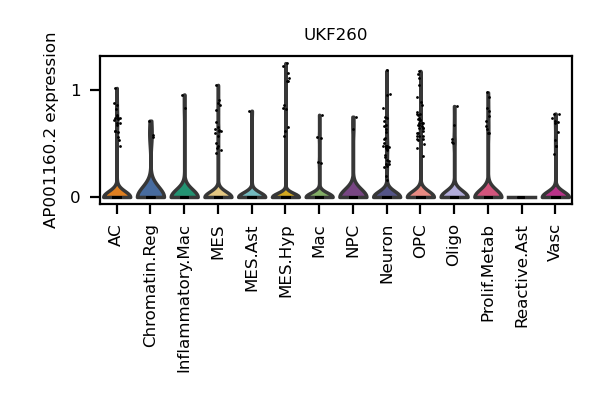 UKF260
AP001160.2 expression
1
0
AC
Chromatin.Reg
Inflammatory.Mac
MES
MES.Ast
MES.Hyp
Mac
NPC
Neuron
OPC
Oligo
Prolif.Metab
Reactive.Ast
Vasc